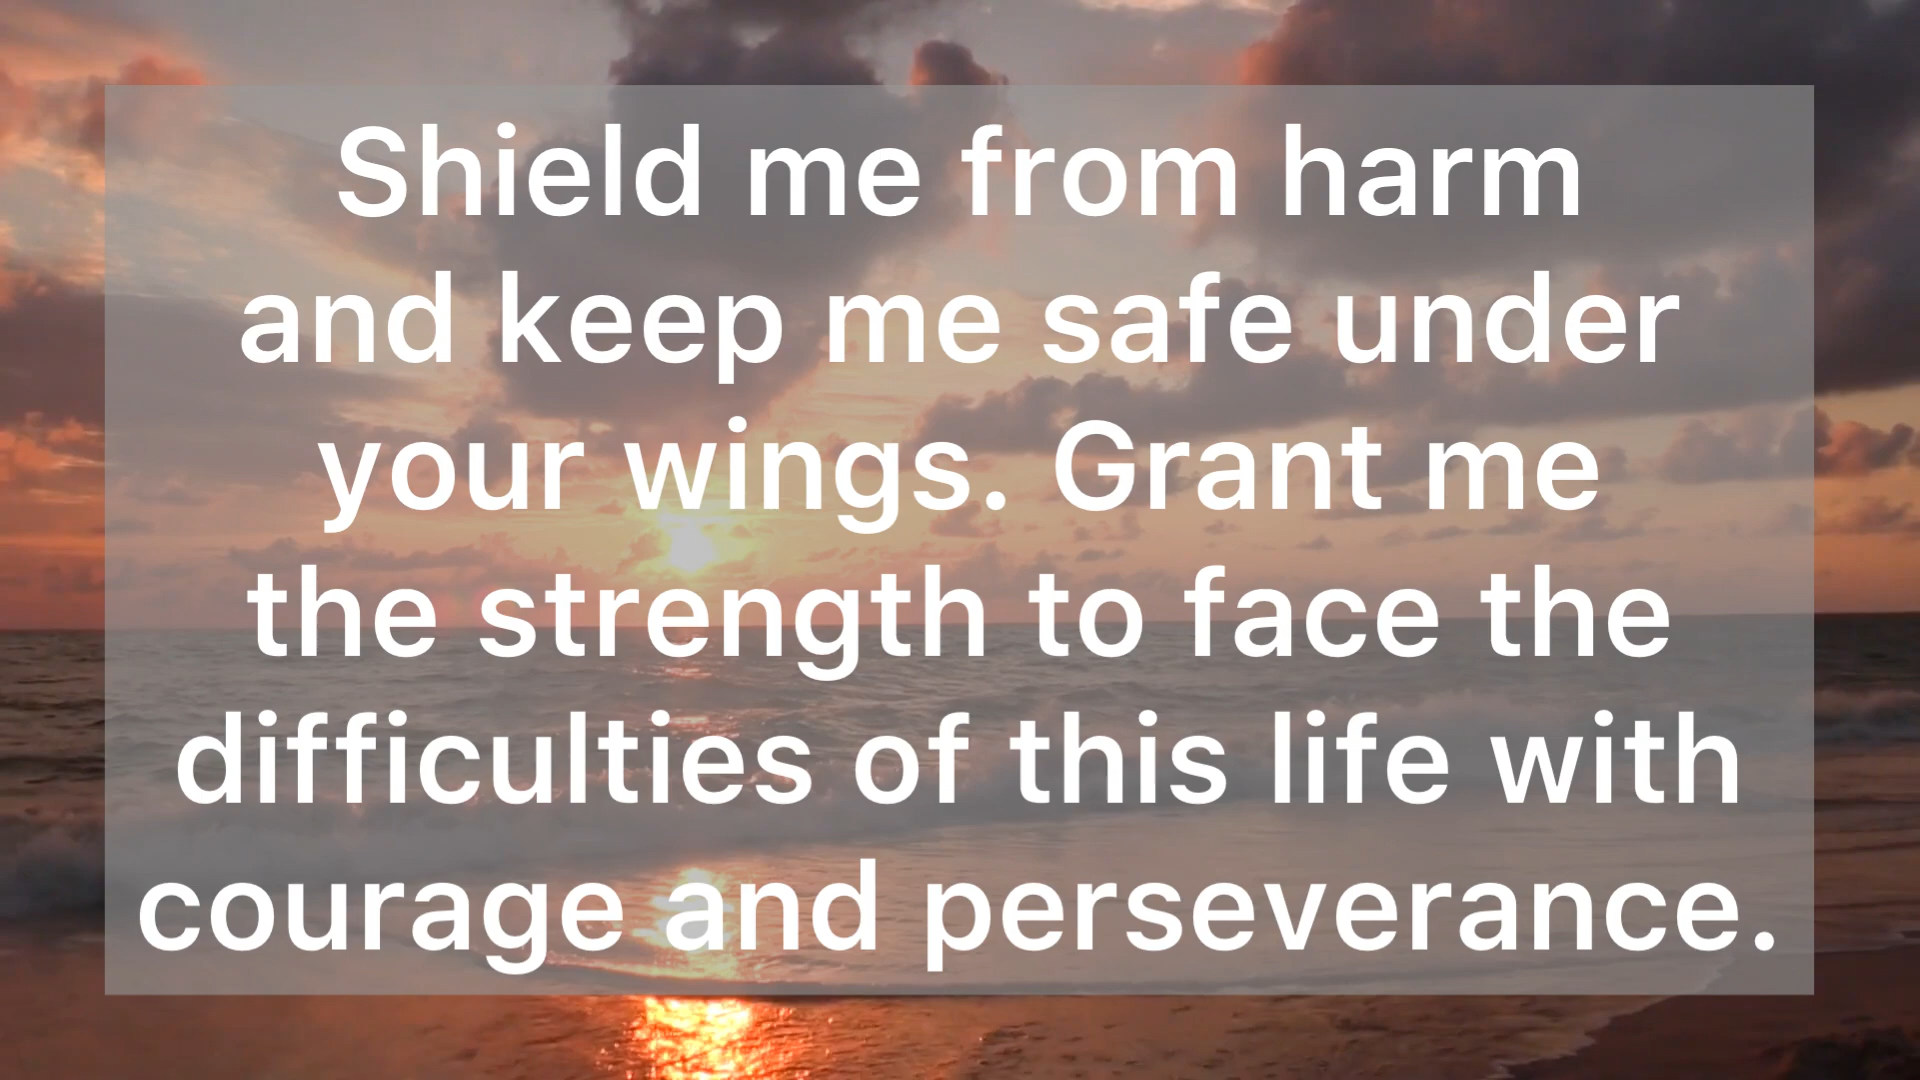 Shield me from harm
and keep me safe under
your wings. Grant me
the strength to face the
difficulties of this life with
courage and perseverance.